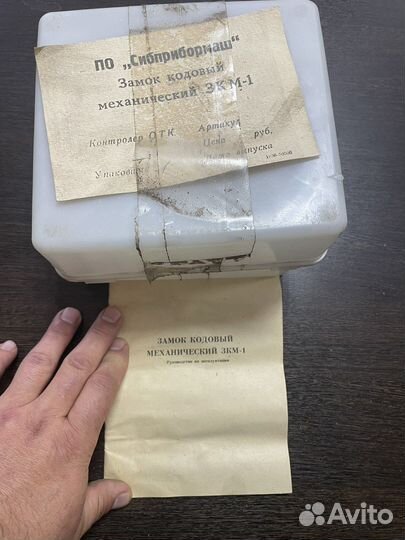 ПО „Сибприбормаш"
Замок кодовый
механический ЗКМ-1
Контролер ОТК Артикул
Цена руб.
Упаковщ выпуска
ЗАМОК КОДОВЫЙ
МЕХАНИЧЕСКИЙ ЗКМ-1
Руководство по эксплуатации
Avito